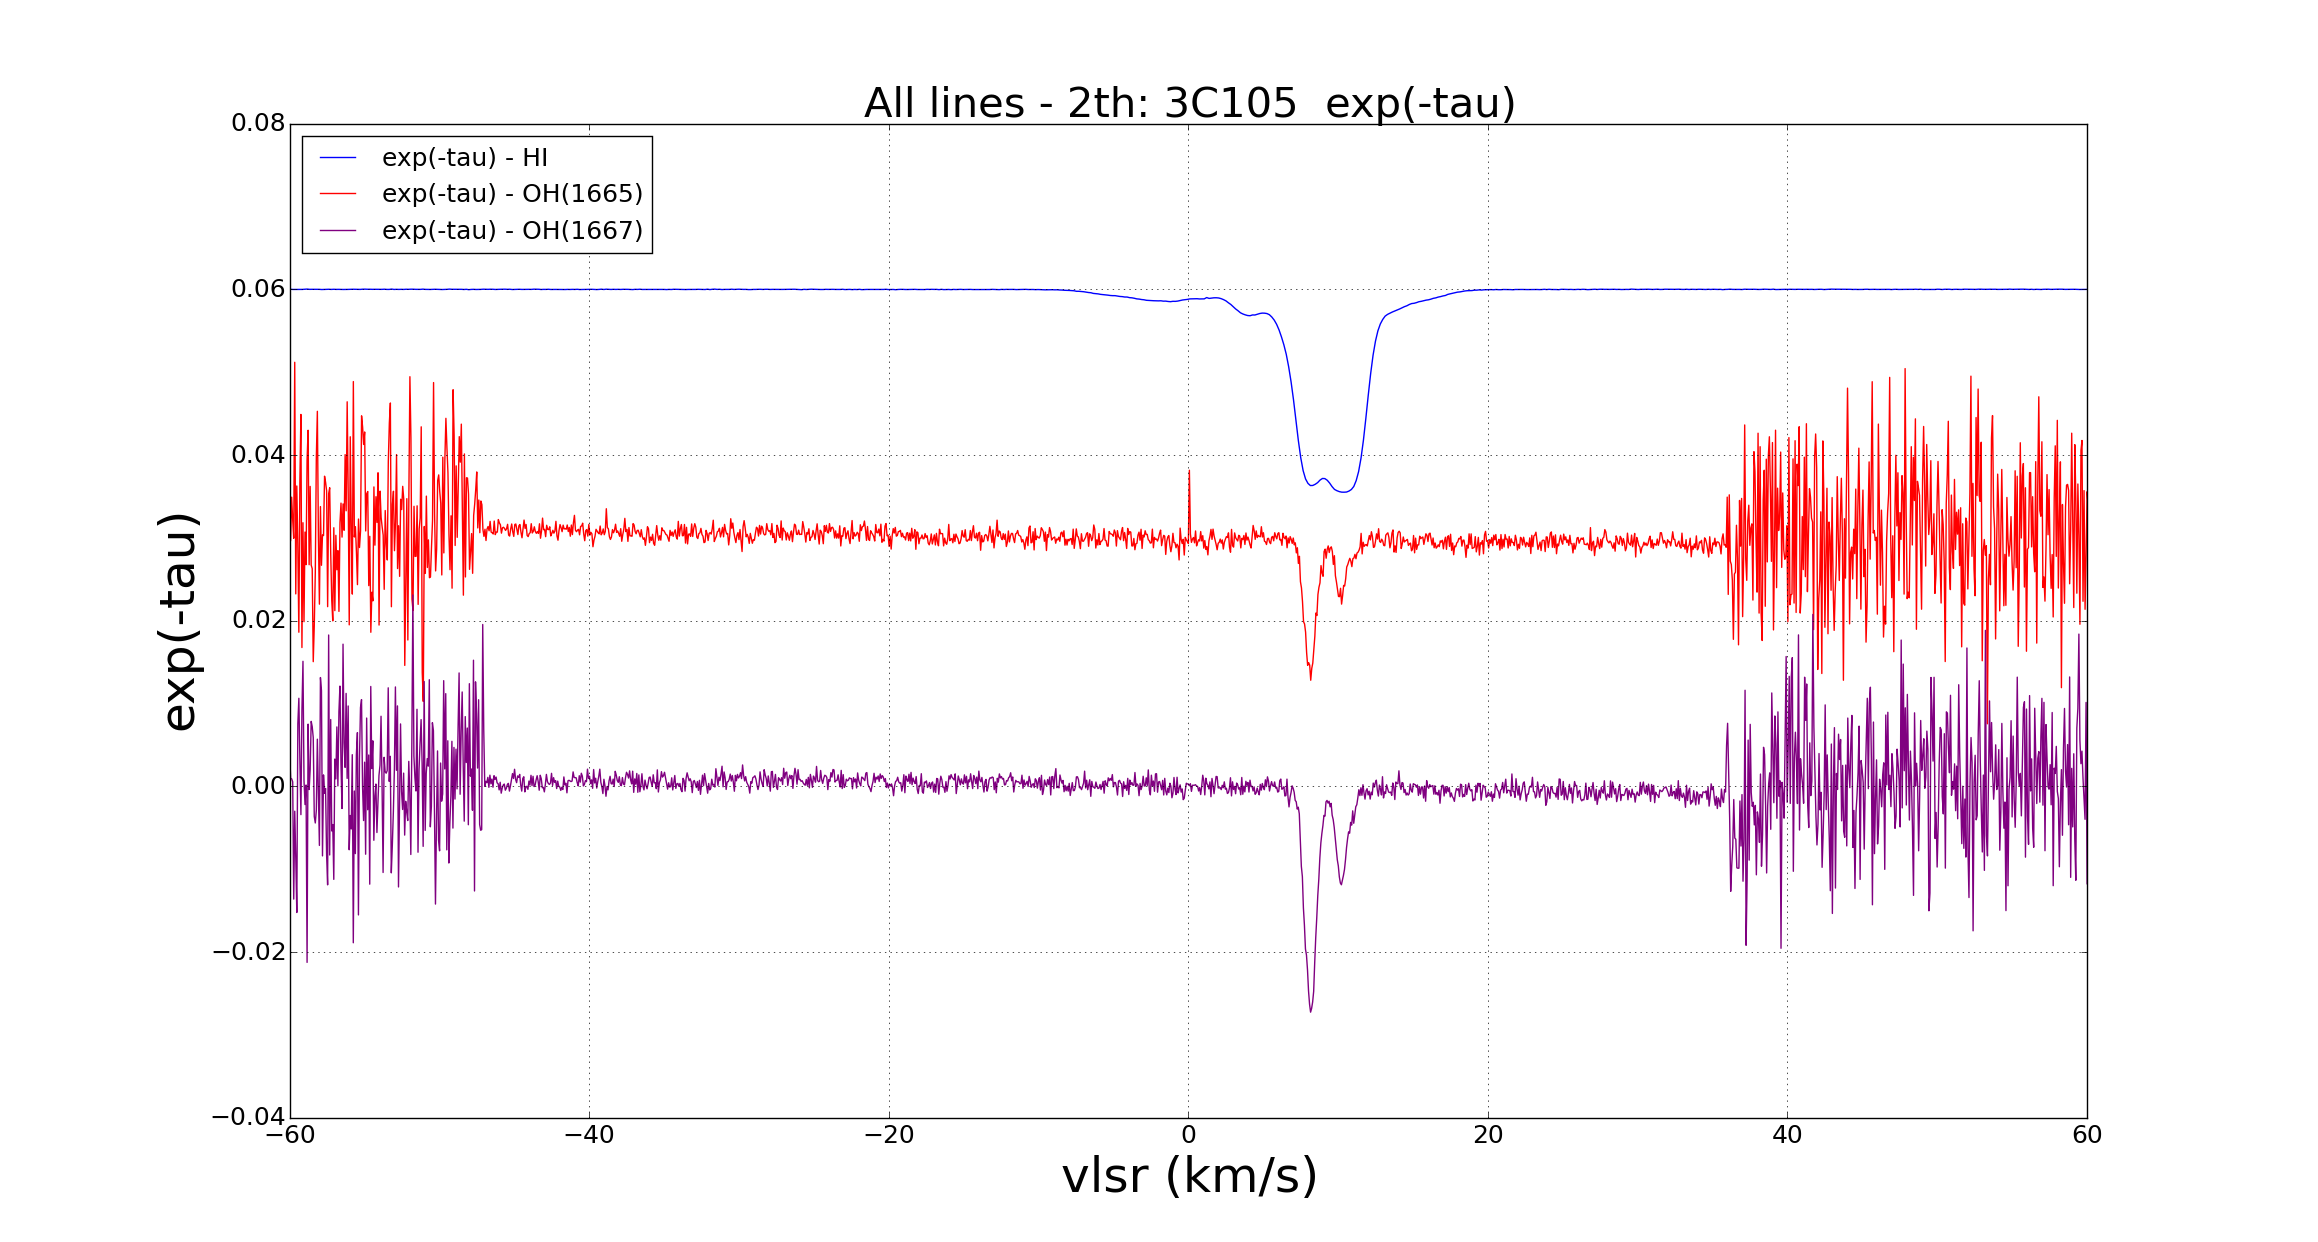 All lines - 2th: 3C105  exp(-tau)
exp(-tau) - HI
exp(-tau) - OH(1665)
exp(-tau) - OH(1667)
exp(-tau)
0.08
0.06
0.04
0.02
0.00
−0.02
−0.04
−60
−40
−20
0
20
40
60
vlsr (km/s)